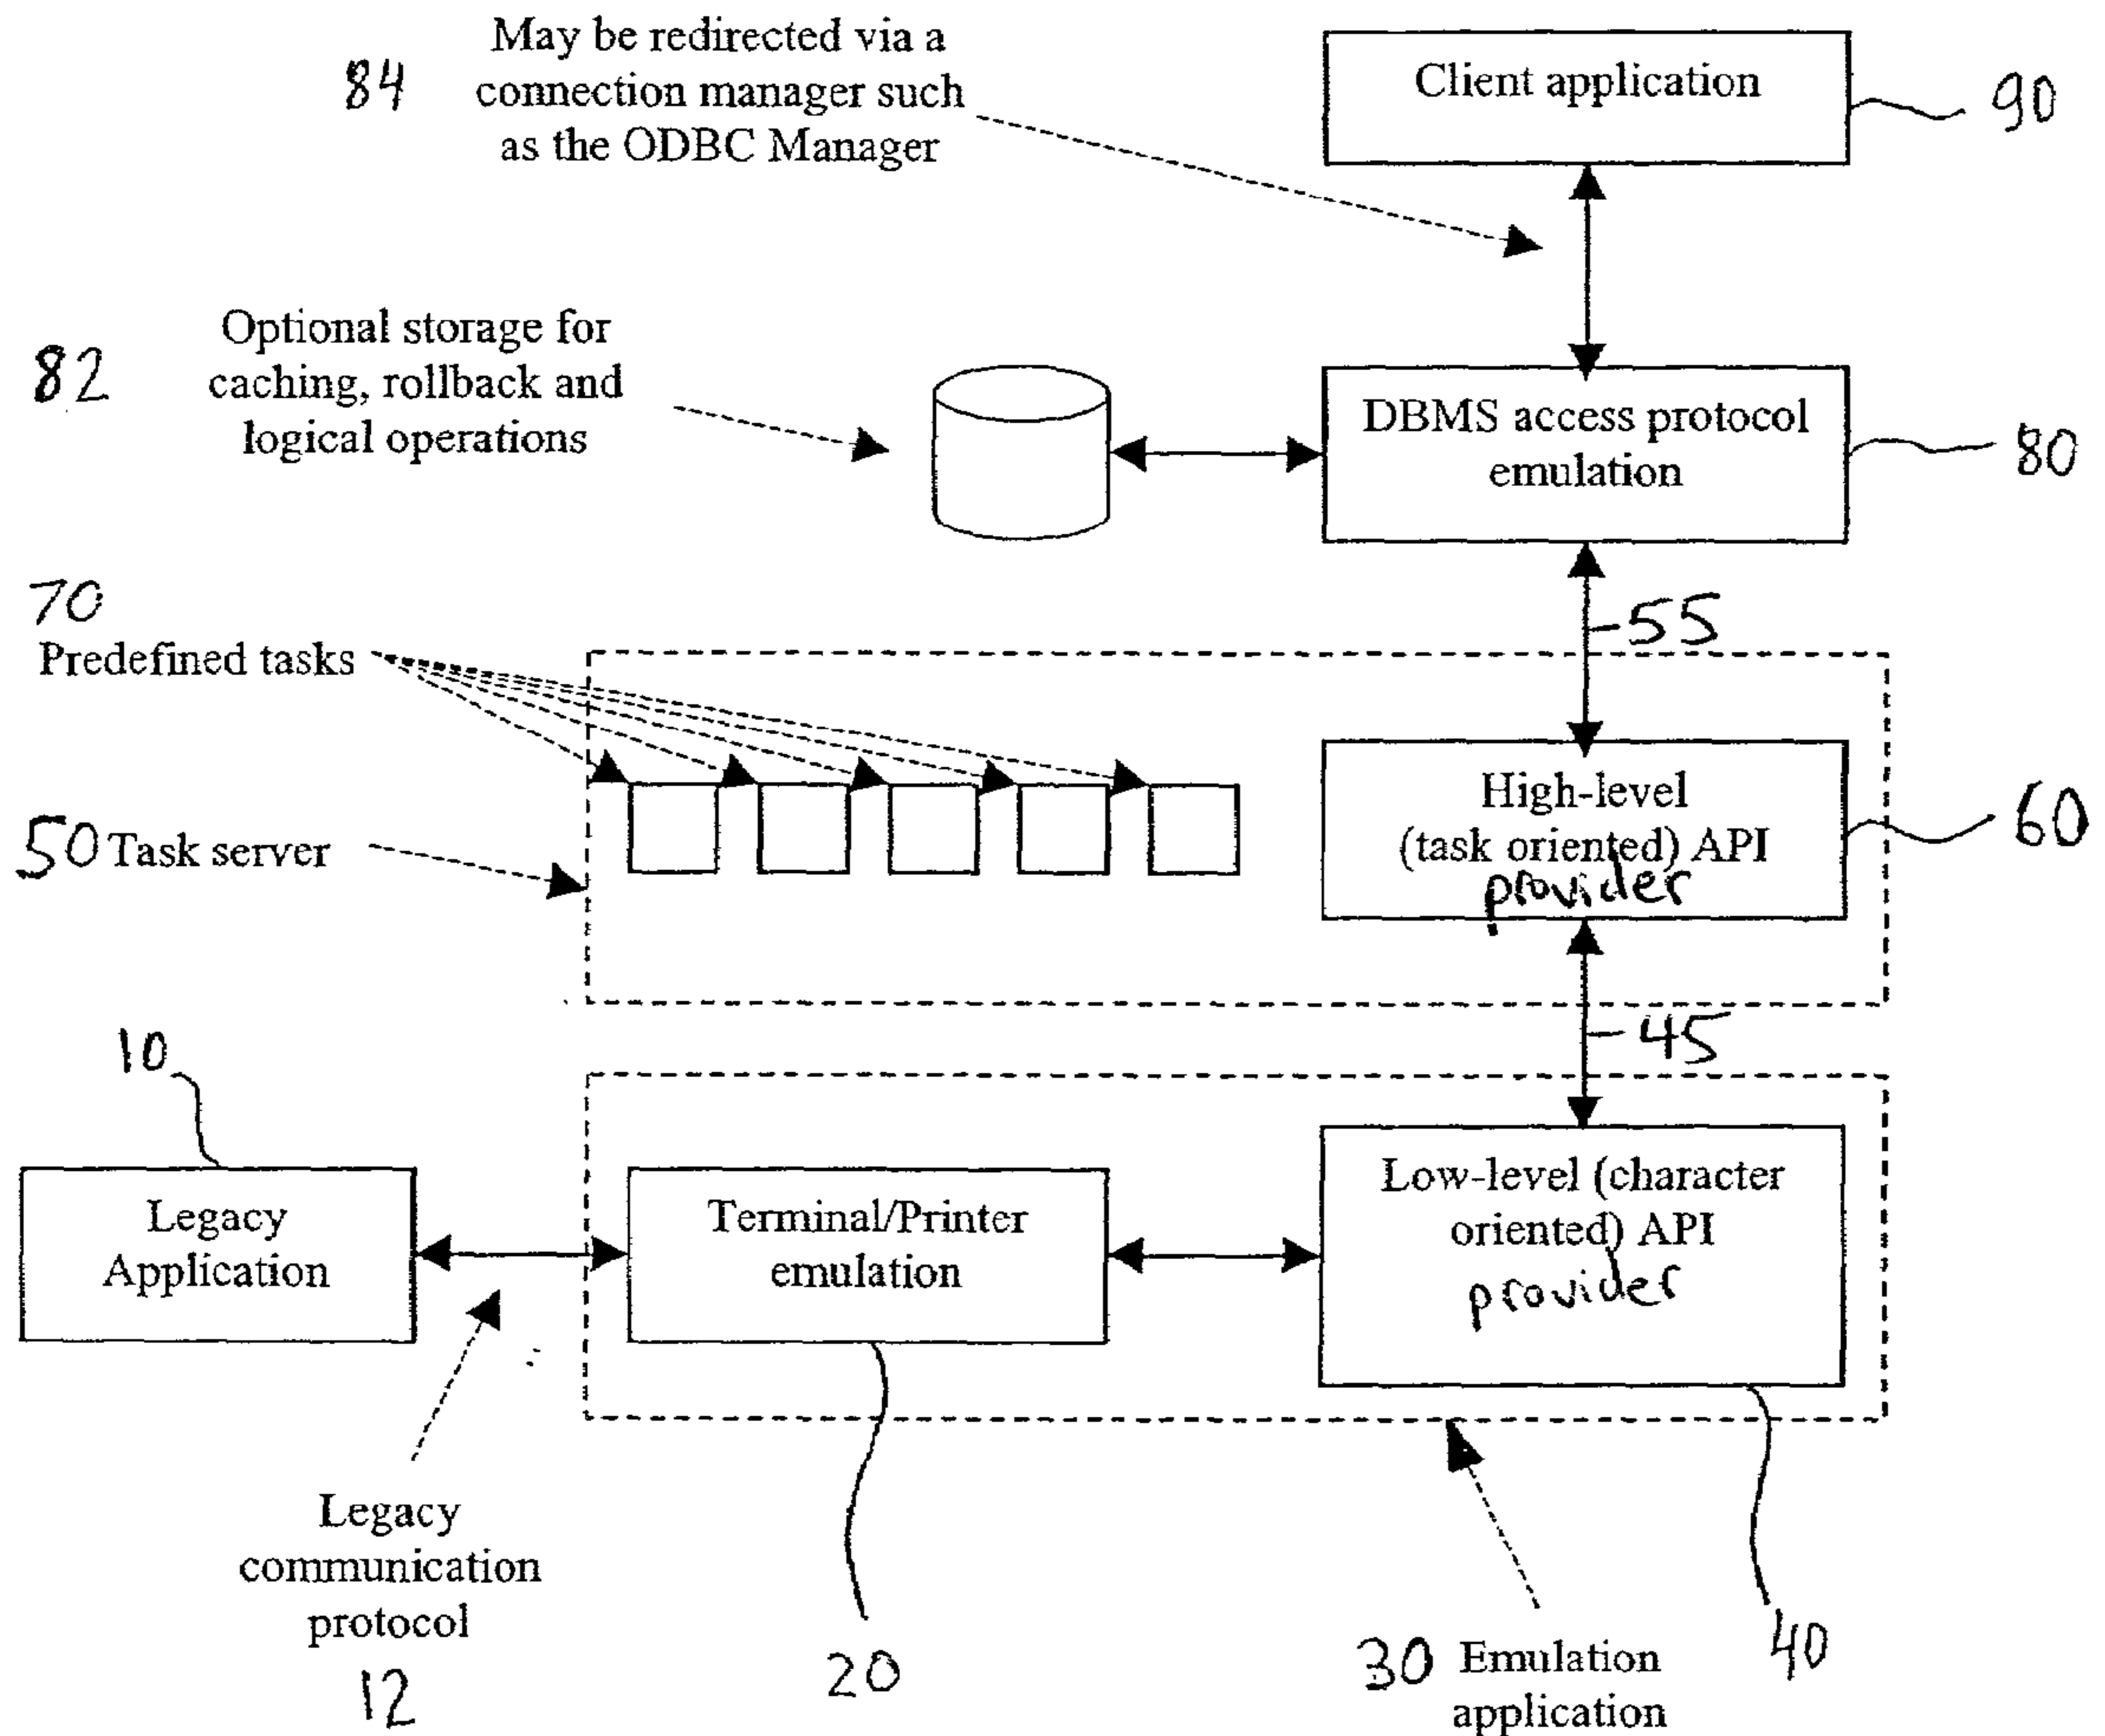 May be redirected via a
84 connection manager such
as the ODBC Manager
Client application
90
Optional storage for
82 caching, rollback and
logical operations
DBMS access protocol
emulation
80
70
Predefined tasks
55
50 Task server
High-level
(task oriented) API
provider
60
45
10
Legacy
Application
Terminal/Printer
emulation
Low-level (character
oriented) API
provider
Legacy
communication
protocol
12
20
30 Emulation
application
40